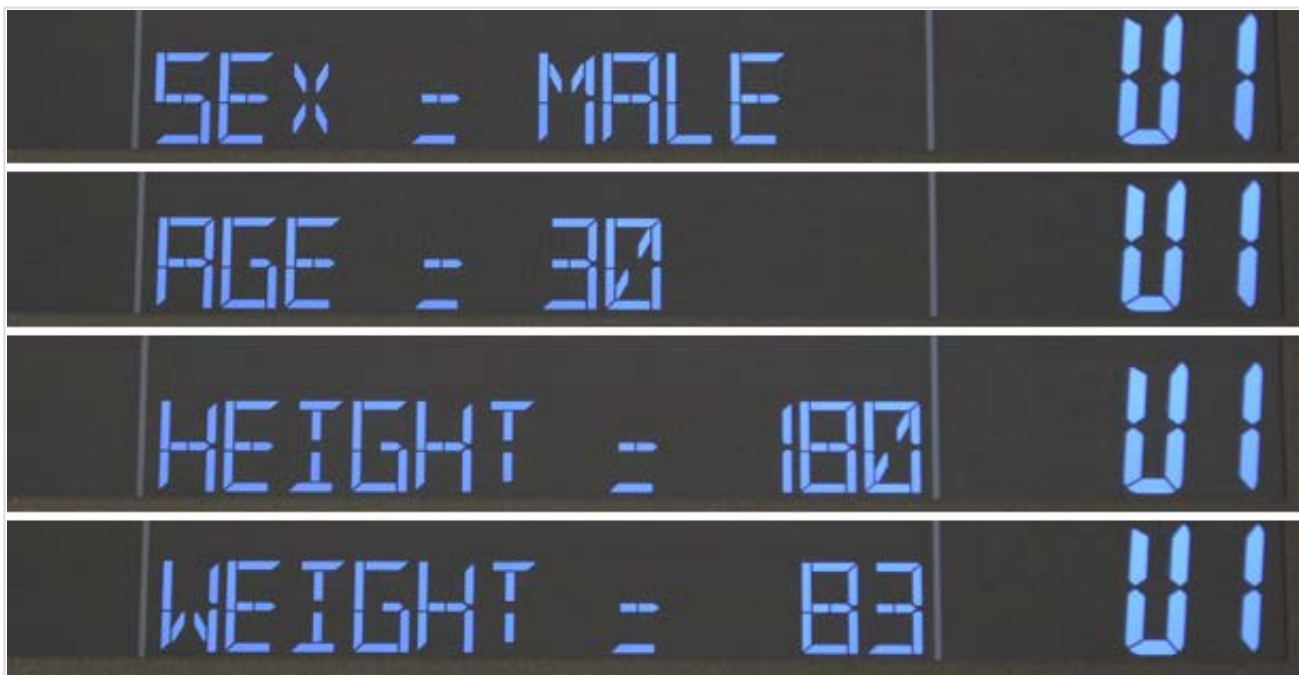 SEX = MALE U1
AGE = 30 U1
HEIGHT = 180 U1
WEIGHT = 83 U1